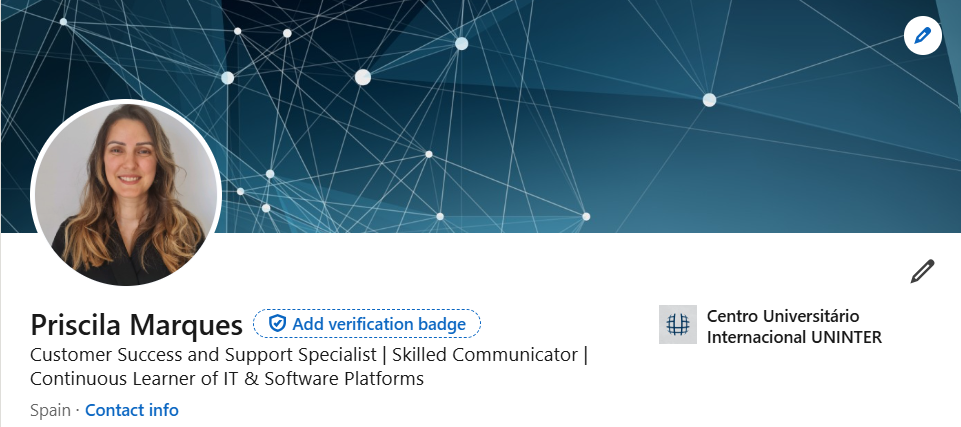 Priscila Marques
Add verification badge
Customer Success and Support Specialist | Skilled Communicator |
Continuous Learner of IT & Software Platforms
Spain · Contact info
Centro Universitário
Internacional UNINTER